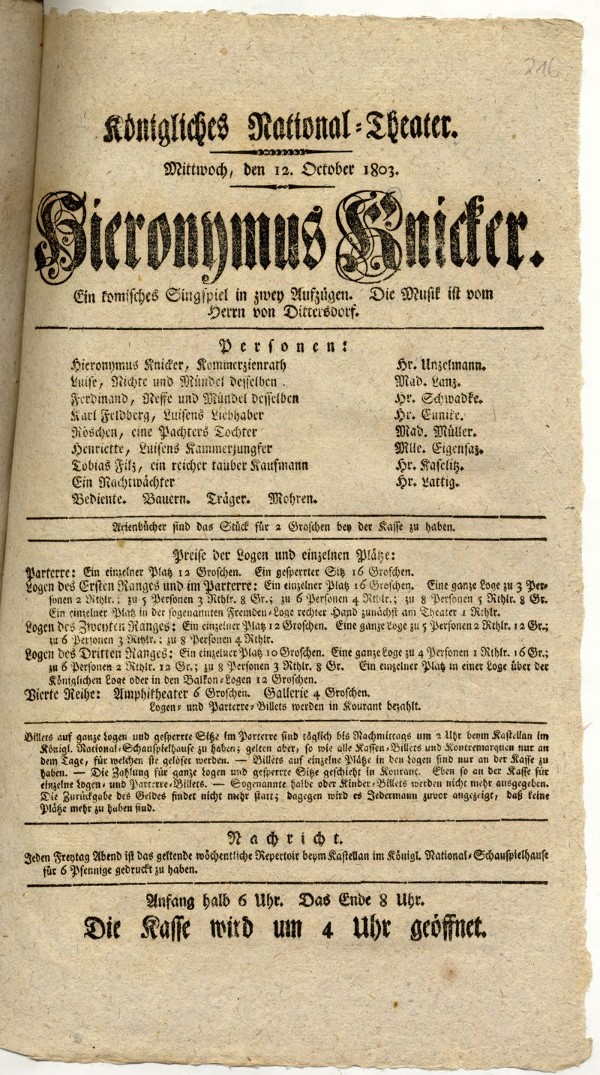 216
Königliches National-Theater.
Mittwoch, den 12. October 1803.
Hieronymus Knicker.
Ein komisches Singspiel in zwey Aufzügen. Die Musik ist vom
Herrn von Dittersdorf.
Personen:
Hieronymus Knicker, Kommerzienrath Hr. Unzelmann.
Luise, Nichte und Mündel desselben . Mad. Lanz.
Ferdinand, Neffe und Mündel desselben Hr. Schwadke.
Karl Feldberg, Luisens Liebhaber Hr. Eunike.
Röschen, eine Pachters Tochter Mad. Müller.
Henriette, Luisens Kammerjungfer Mlle. Eigensaz.
Tobias Filz, ein reicher tauber Kaufmann Hr. Kaselitz.
Ein Nachtwächter Hr. Lattig.
Bediente. Bauern. Träger. Mohren.
Arienbücher sind das Stück für 2 Groschen bey der Kasse zu haben.
Preise der Logen und einzelnen Plätze:
Parterre: Ein einzelner Platz 12 Groschen. Ein gesperrter Sitz 16 Groschen.
Logen des Ersten Ranges und im Parterre: Ein einzelner Platz 16 Groschen. Eine ganze Loge zu 3 Per-
sonen 2 Rthlr.; zu 5 Personen 3 Rthlr. 8 Gr.; zu 6 Personen 4 Rthlr.; zu 8 Personen 5 Rthlr. 8 Gr.
Ein einzelner Platz in der sogenannten Fremden-Loge rechter Hand zunächst am Theater 1 Rthlr.
Logen des Zweyten Ranges: Ein einzelner Platz 12 Groschen. Eine ganze Loge zu 5 Personen 2 Rthlr. 12 Gr.;
zu 6 Personen 3 Rthlr.; zu 8 Personen 4 Rthlr.
Logen des Dritten Ranges: Ein einzelner Platz 10 Groschen. Eine ganze Loge zu 4 Personen 1 Rthlr. 16 Gr.;
zu 6 Personen 2 Rthlr. 12 Gr.; zu 8 Personen 3 Rthlr. 8 Gr. Ein einzelner Platz in einer Loge über der
Königlichen Loge oder in den Balkon-Logen 12 Groschen.
Vierte Reihe: Amphitheater 6 Groschen. Gallerie 4 Groschen.
Logen- und Parterre-Billets werden in Kourant bezahlt.
Billets auf ganze Logen und gesperrte Sitze im Parterre sind täglich bis Nachmittags um 2 Uhr beym Kastellan im
Königl. National-Schauspielhause zu haben; gelten aber, so wie alle Kassen-Billets und Kontremarquen nur an
dem Tage, für welchen sie gelöset werden. — Billets auf einzelne Plätze in den Logen sind nur an der Kasse zu
haben. — Die Zahlung für ganze Logen und gesperrte Sitze geschieht in Kourant. Eben so an der Kasse für
einzelne Logen- und Parterre-Billets. — Sogenannte halbe oder Kinder-Billets werden nicht mehr ausgegeben.
Die Zurückgabe des Geldes findet nicht mehr statt; dagegen wird es Jedermann zuvor angezeigt, daß keine
Plätze mehr zu haben sind.
Nachricht.
Jeden Freytag Abend ist das geltende wöchentliche Repertoir beym Kastellan im Königl. National-Schauspielhause
für 6 Pfennige gedruckt zu haben.
Anfang halb 6 Uhr. Das Ende 8 Uhr.
Die Kasse wird um 4 Uhr geöffnet.